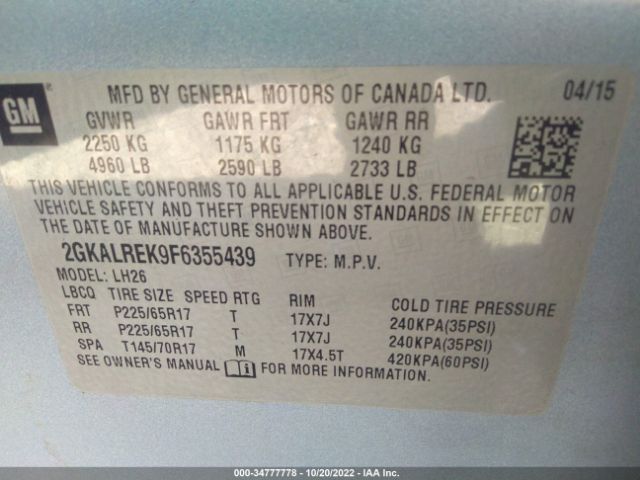 GM
MFD BY GENERAL MOTORS OF CANADA LTD. 04/15
GVWR GAWR FRT GAWR RR
2250 KG 1175 KG 1240 KG
4960 LB 2590 LB 2733 LB
THIS VEHICLE CONFORMS TO ALL APPLICABLE U.S. FEDERAL MOTOR
VEHICLE SAFETY AND THEFT PREVENTION STANDARDS IN EFFECT ON
THE DATE OF MANUFACTURE SHOWN ABOVE.
2GKALREK9F6355439 TYPE: M.P.V.
MODEL: LH26
LBCQ TIRE SIZE SPEED RTG RIM COLD TIRE PRESSURE
FRT P225/65R17 T 17X7J 240KPA(35PSI)
RR P225/65R17 T 17X7J 240KPA(35PSI)
SPA T145/70R17 M 17X4.5T 420KPA(60PSI)
SEE OWNER'S MANUAL FOR MORE INFORMATION.
000-34777778 - 10/20/2022 - IAA Inc.